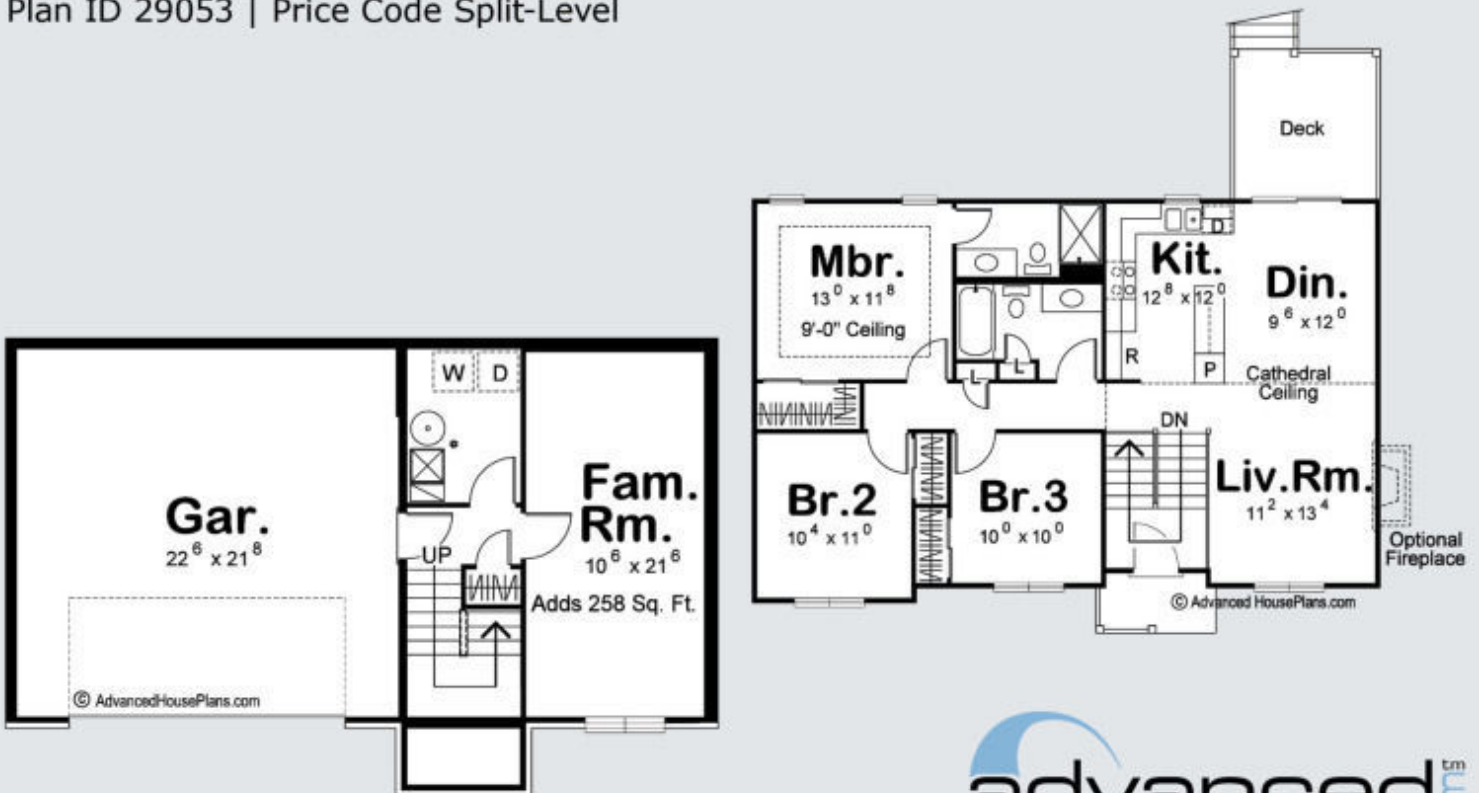 Plan ID 29053 | Price Code Split-Level
Gar.
22⁶ x 21⁸
© AdvancedHousePlans.com
W
D
UP
Fam.
Rm.
10⁶ x 21⁶
Adds 258 Sq. Ft.
Deck
Mbr.
13⁰ x 11⁸
9'-0" Ceiling
Kit.
12⁸ x 12⁰
D
Din.
9⁶ x 12⁰
R
P
L
L
Cathedral
Ceiling
DN
Br.2
10⁴ x 11⁰
Br.3
10⁰ x 10⁰
Liv.Rm.
11² x 13⁴
Optional
Fireplace
© Advanced HousePlans.com
advanced
tm